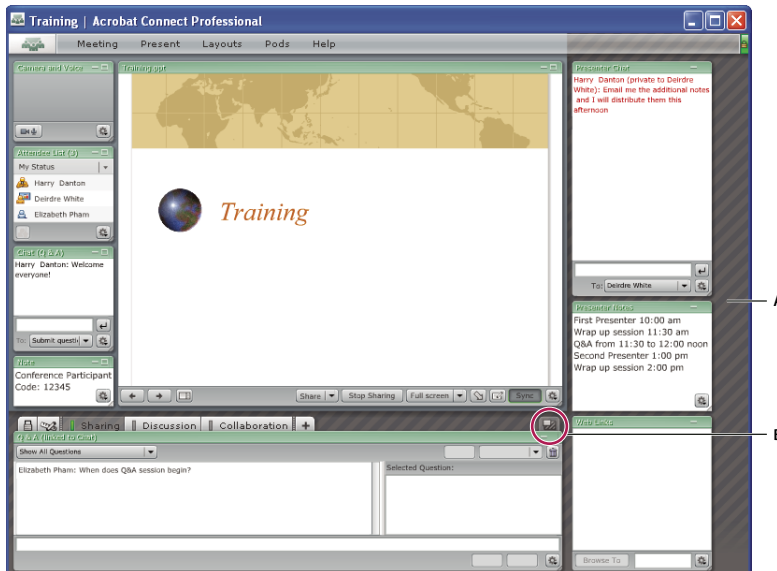 Training | Acrobat Connect Professional
Meeting Present Layouts Pods Help
Camera and Voice
Attendee List (3)
My Status
Harry Danton
Deirdre White
Elizabeth Pham
Chat (Q & A)
Harry Danton: Welcome
everyone!
To: Submit questi
Note
Conference Participant
Code: 12345
Training.ppt
Training
Share
Stop Sharing
Full screen
Sync
Presenter Chat
Harry Danton (private to Deirdre
White): Email me the additional notes
and I will distribute them this
afternoon
To: Deirdre White
A
Presenter Notes
First Presenter 10:00 am
Wrap up session 11:30 am
Q&A from 11:30 to 12:00 noon
Second Presenter 1:00 pm
Wrap up session 2:00 pm
Sharing Discussion Collaboration +
Q & A (linked to Chat)
Show All Questions
Elizabeth Pham: When does Q&A session begin?
Selected Question:
Web Links
Browse To